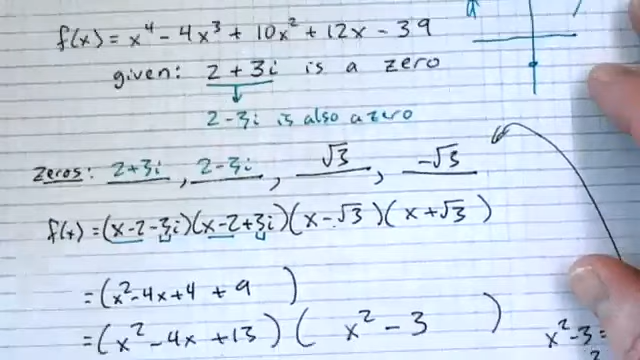 f(x) = x⁴ - 4x³ + 10x² + 12x - 39
given: 2 + 3i is a zero
2 - 3i is also a zero
zeros: 2+3i, 2-3i, √3, -√3
f(x) = (x-2-3i)(x-2+3i)(x-√3)(x+√3)
= (x²-4x+4 + 9 )
= (x²-4x+13)( x²-3 )
x²-3=